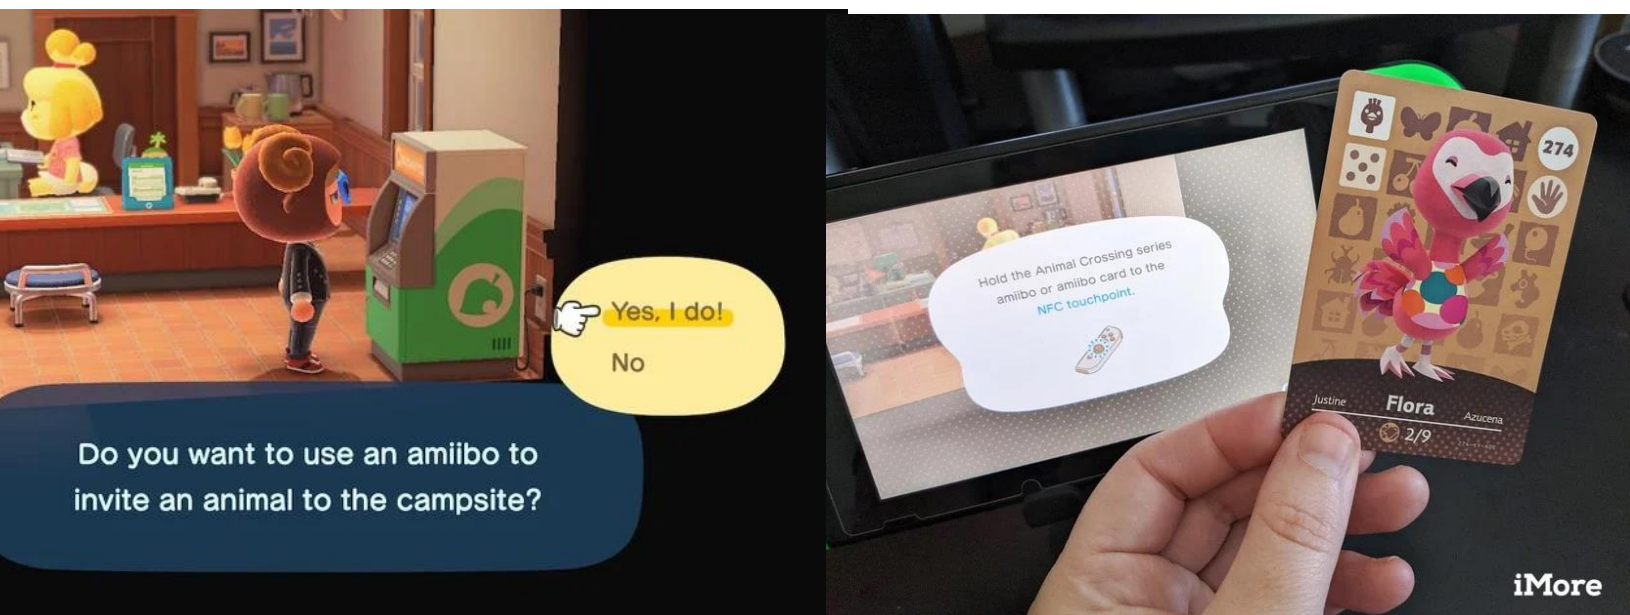 Yes, I do!
No
Do you want to use an amiibo to
invite an animal to the campsite?
Hold the Animal Crossing series
amiibo or amiibo card to the
NFC touchpoint.
274
Justine
Flora
Azucena
2/9
iMore